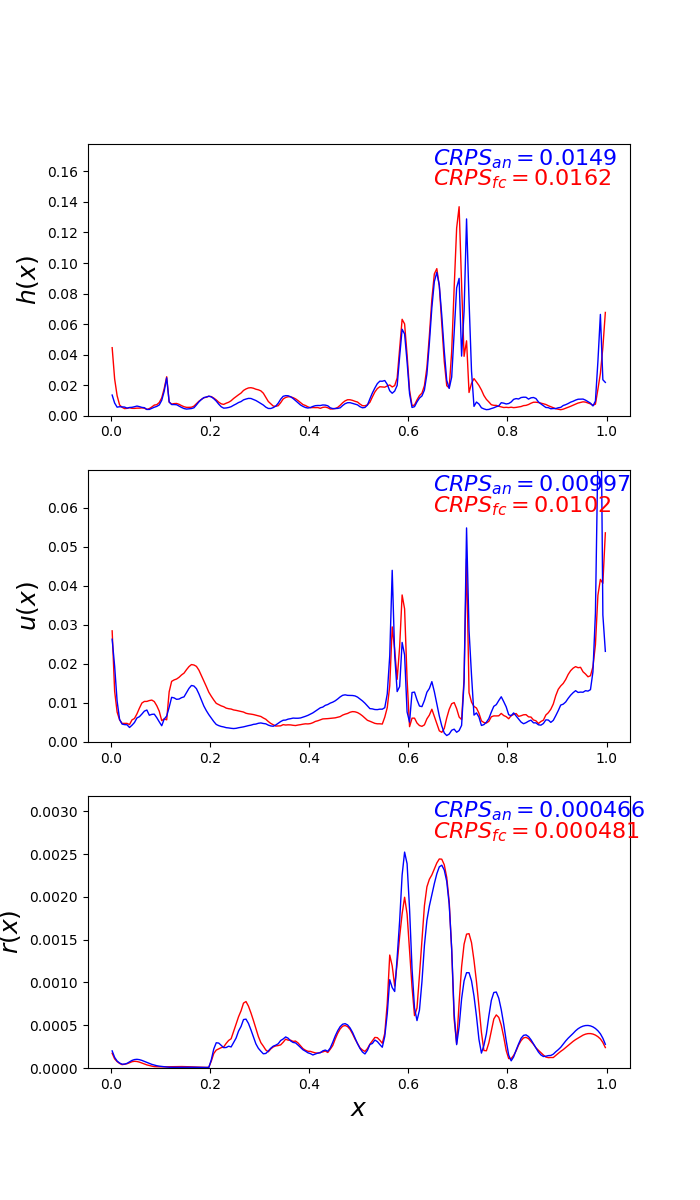 CRPS_an = 0.0149
CRPS_fc = 0.0162
0.16
0.14
0.12
0.10
0.08
0.06
0.04
0.02
0.00
h(x)
0.0 0.2 0.4 0.6 0.8 1.0
CRPS_an = 0.00997
CRPS_fc = 0.0102
0.06
0.05
0.04
0.03
0.02
0.01
0.00
u(x)
0.0 0.2 0.4 0.6 0.8 1.0
CRPS_an = 0.000466
CRPS_fc = 0.000481
0.0030
0.0025
0.0020
0.0015
0.0010
0.0005
0.0000
r(x)
0.0 0.2 0.4 0.6 0.8 1.0
x